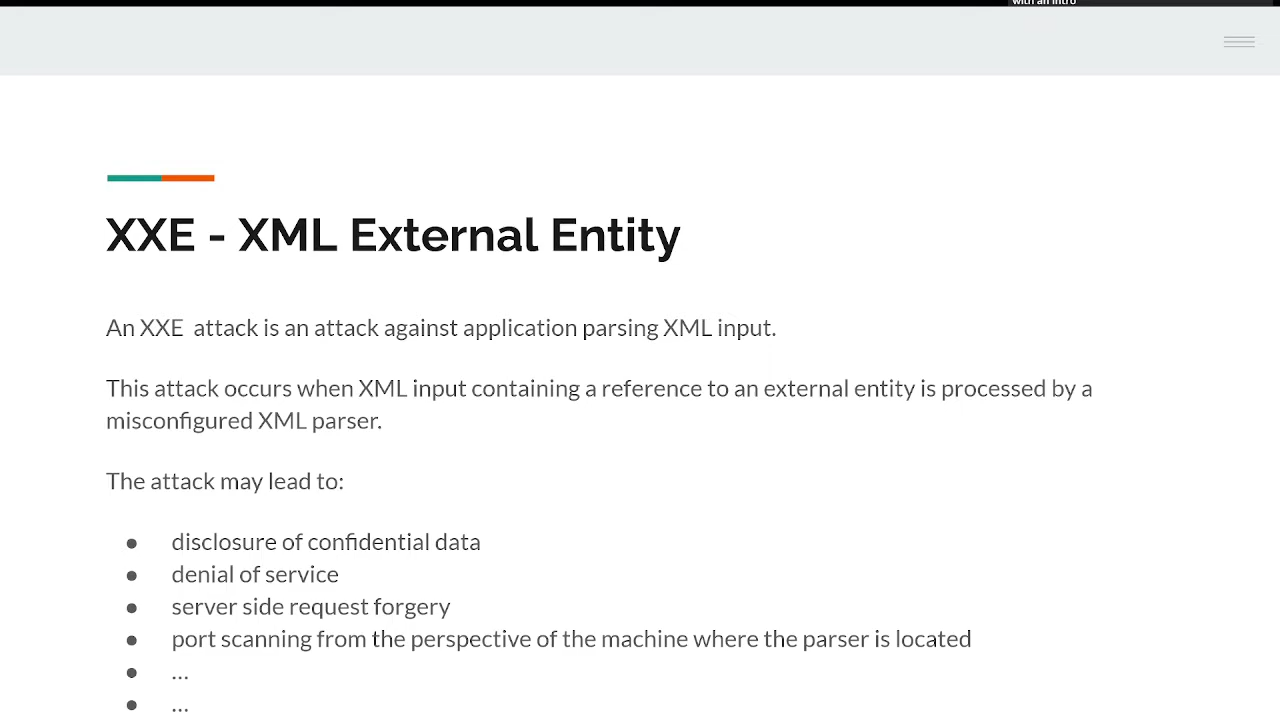 with an intro
XXE - XML External Entity
An XXE attack is an attack against application parsing XML input.
This attack occurs when XML input containing a reference to an external entity is processed by a
misconfigured XML parser.
The attack may lead to:
● disclosure of confidential data
● denial of service
● server side request forgery
● port scanning from the perspective of the machine where the parser is located
● ...
● ...